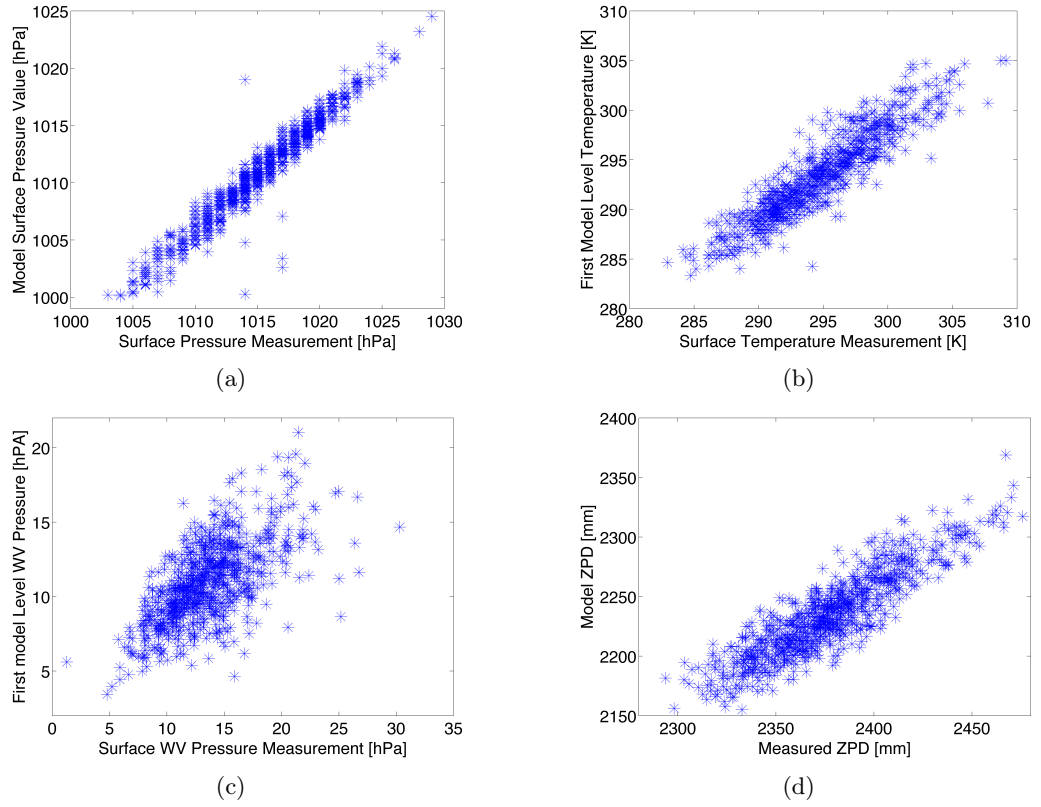 1025
1020
1015
1010
1005
1000
Model Surface Pressure Value [hPa]
1000 1005 1010 1015 1020 1025 1030
Surface Pressure Measurement [hPa]
(a)
310
305
300
295
290
285
280
First Model Level Temeperature [K]
280 285 290 295 300 305 310
Surface Temperature Measurement [K]
(b)
20
15
10
5
First model Level WV Pressure [hPA]
0 5 10 15 20 25 30 35
Surface WV Pressure Measurement [hPa]
(c)
2400
2350
2300
2250
2200
2150
Model ZPD [mm]
2300 2350 2400 2450
Measured ZPD [mm]
(d)